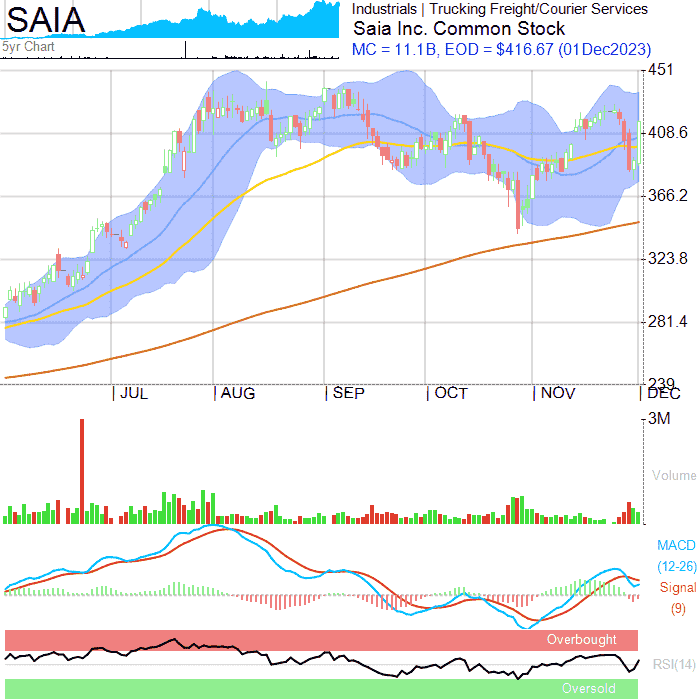 SAIA
5yr Chart
Industrials | Trucking Freight/Courier Services
Saia Inc. Common Stock
MC = 11.1B, EOD = $416.67 (01Dec2023)
451
408.6
366.2
323.8
281.4
239
JUL AUG SEP OCT NOV DEC
3M
Volume
MACD
(12-26)
Signal
(9)
Overbought
RSI(14)
Oversold